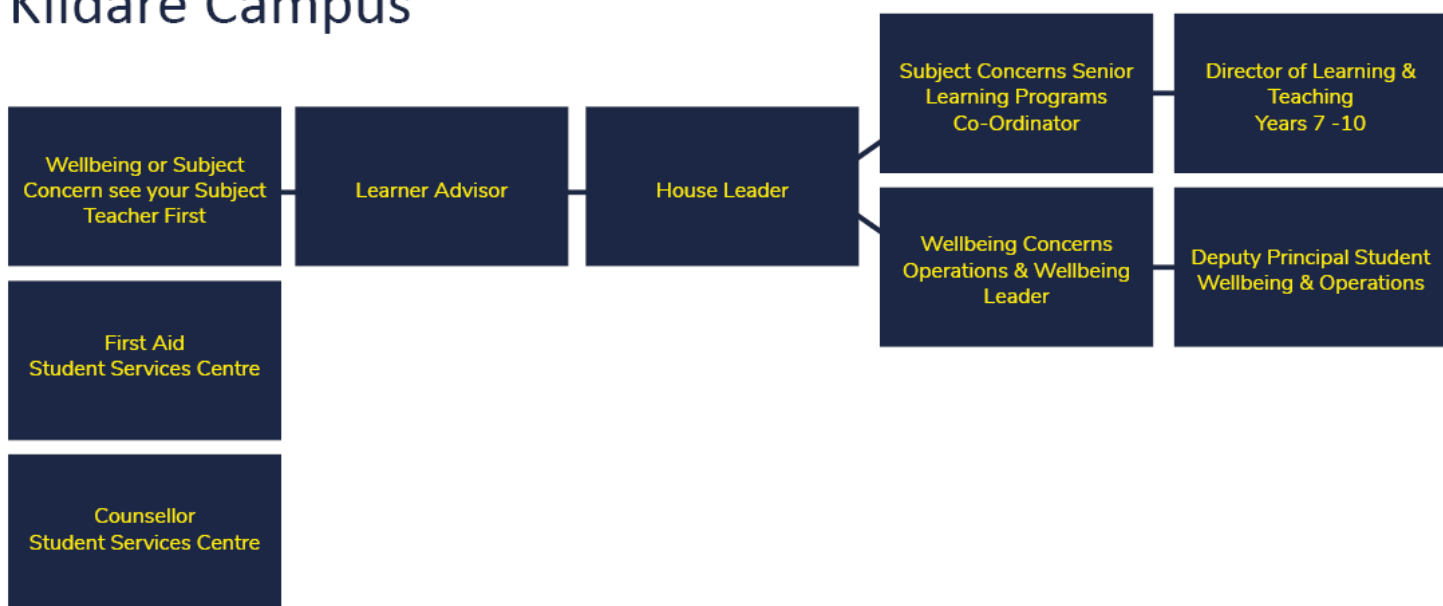 Kildare Campus
Wellbeing or Subject
Concern see your Subject
Teacher First
Learner Advisor
House Leader
Subject Concerns Senior
Learning Programs
Co-Ordinator
Director of Learning &
Teaching
Years 7 -10
Wellbeing Concerns
Operations & Wellbeing
Leader
Deputy Principal Student
Wellbeing & Operations
First Aid
Student Services Centre
Counsellor
Student Services Centre